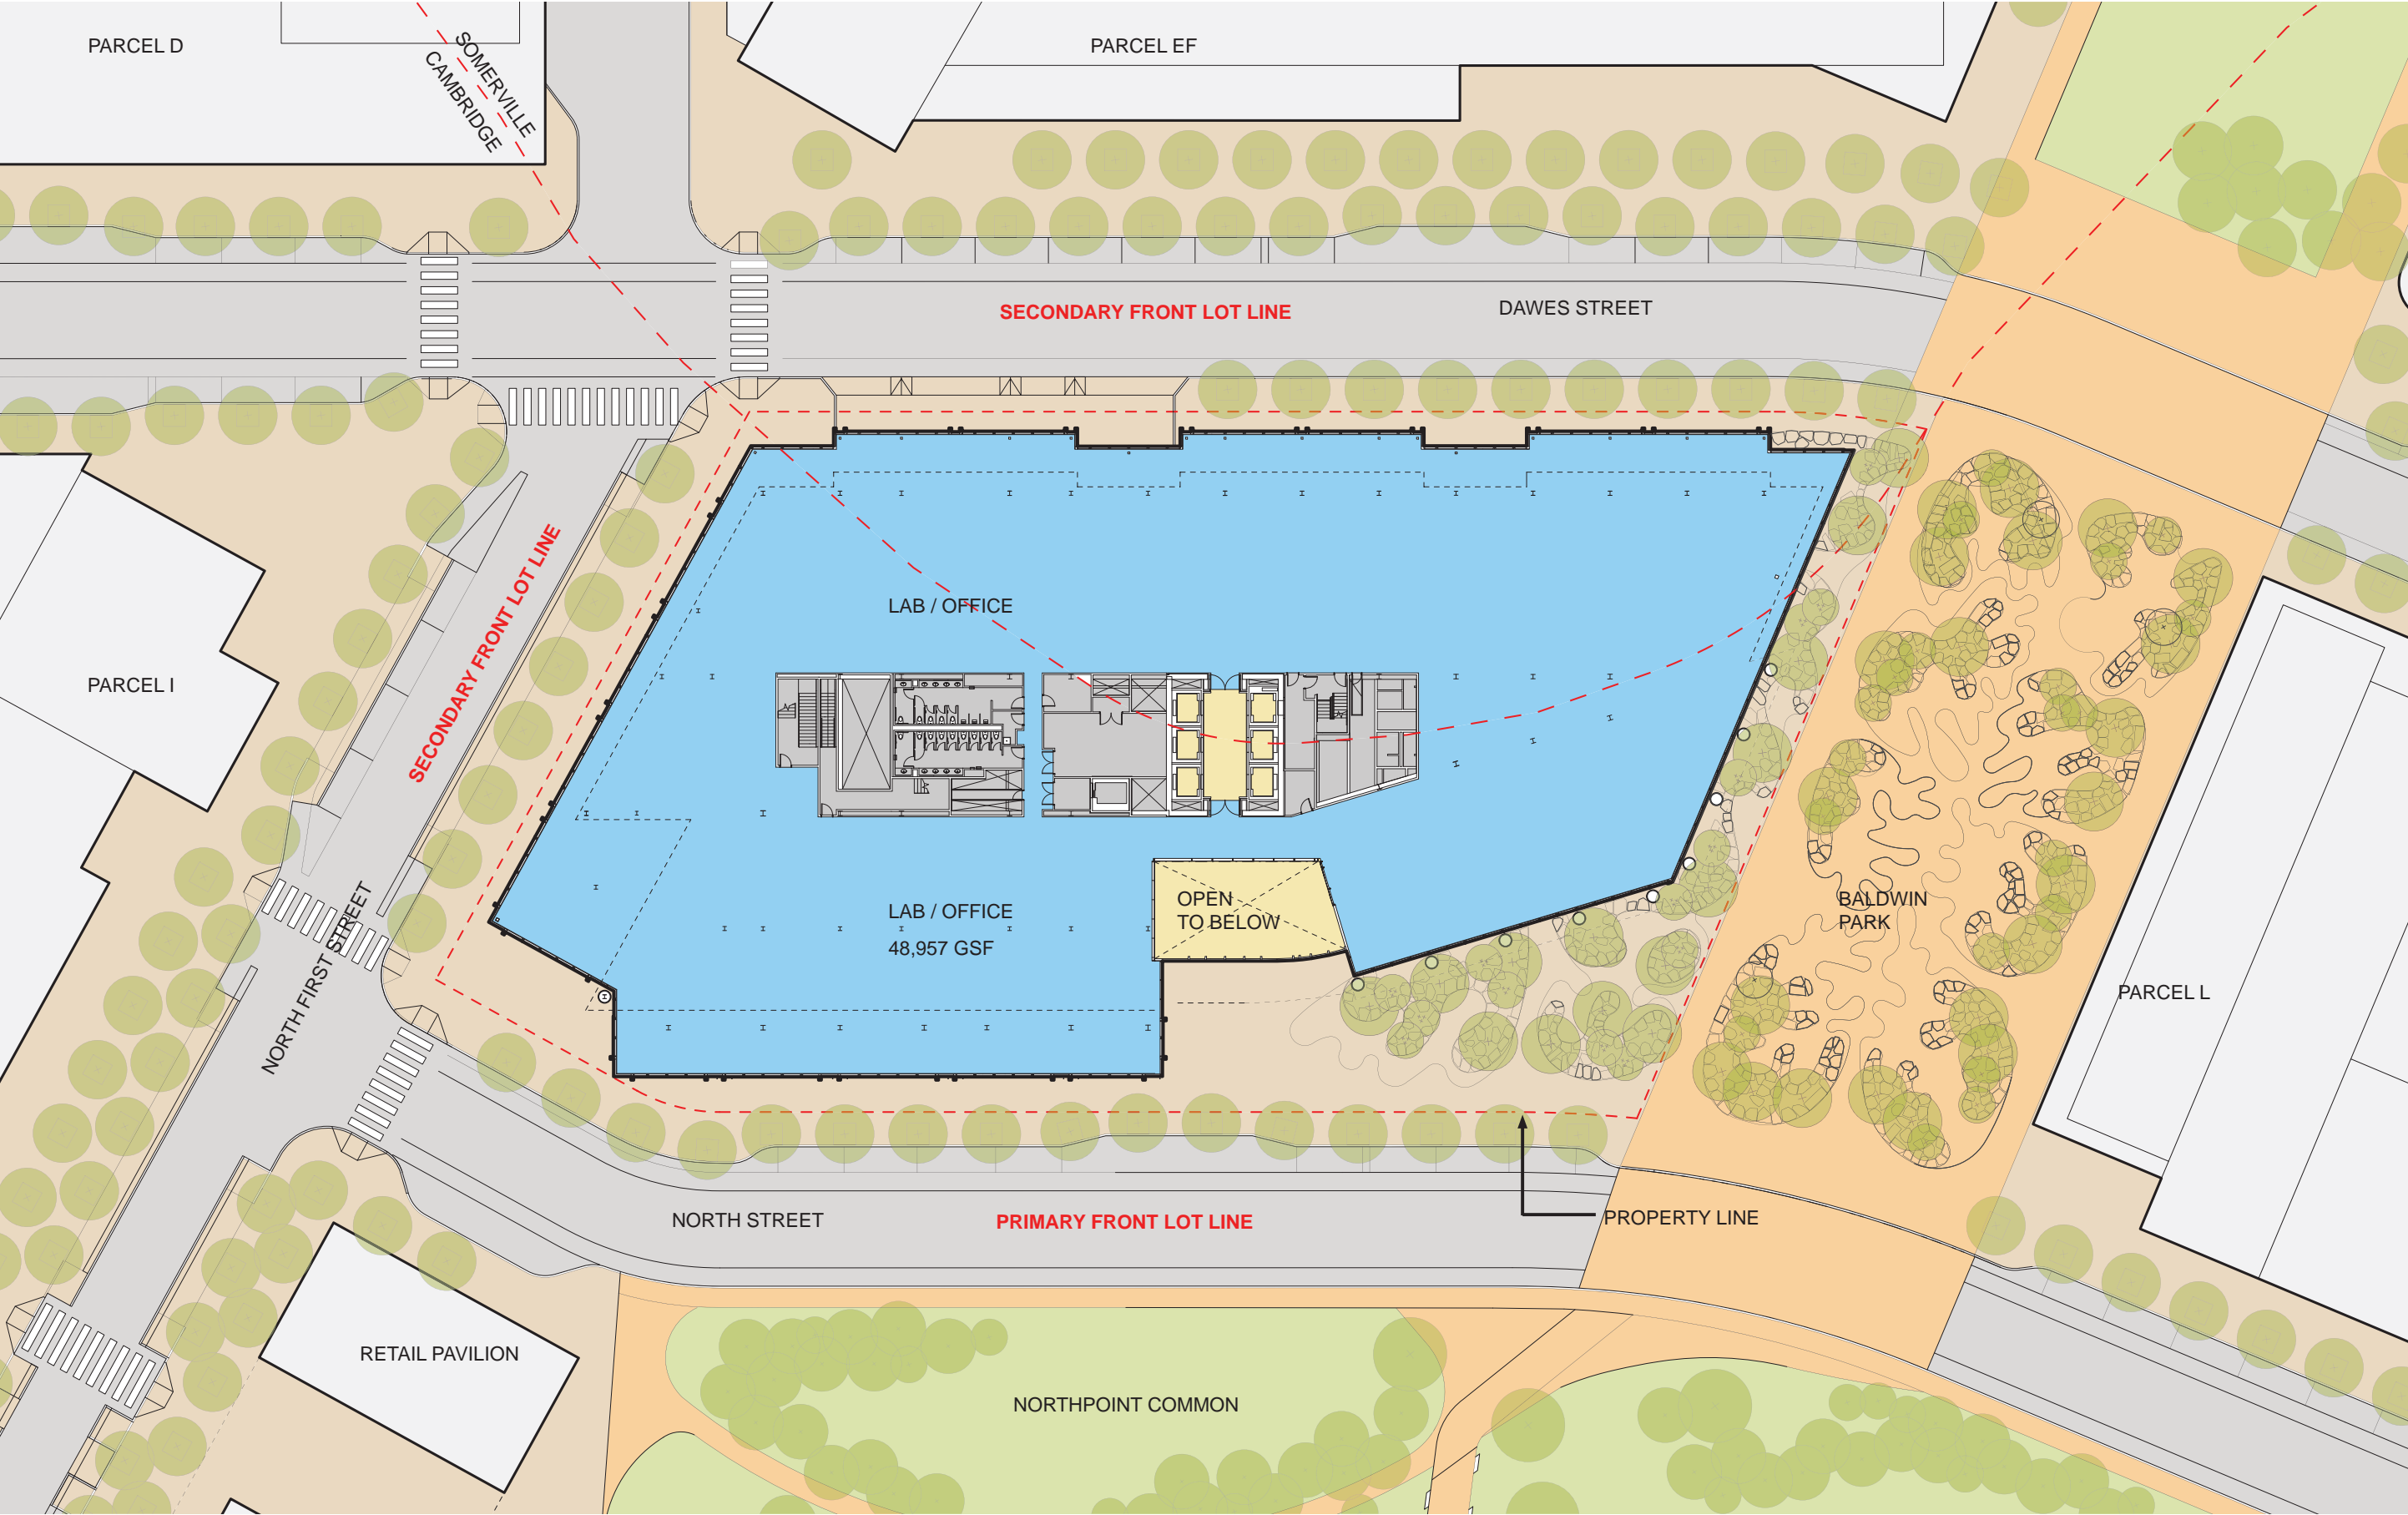 PARCEL D
SOMERVILLE
CAMBRIDGE
PARCEL EF
SECONDARY FRONT LOT LINE
DAWES STREET
SECONDARY FRONT LOT LINE
LAB / OFFICE
PARCEL I
NORTH FIRST STREET
LAB / OFFICE
48,957 GSF
OPEN
TO BELOW
BALDWIN
PARK
PARCEL L
NORTH STREET
PRIMARY FRONT LOT LINE
PROPERTY LINE
RETAIL PAVILION
NORTHPOINT COMMON